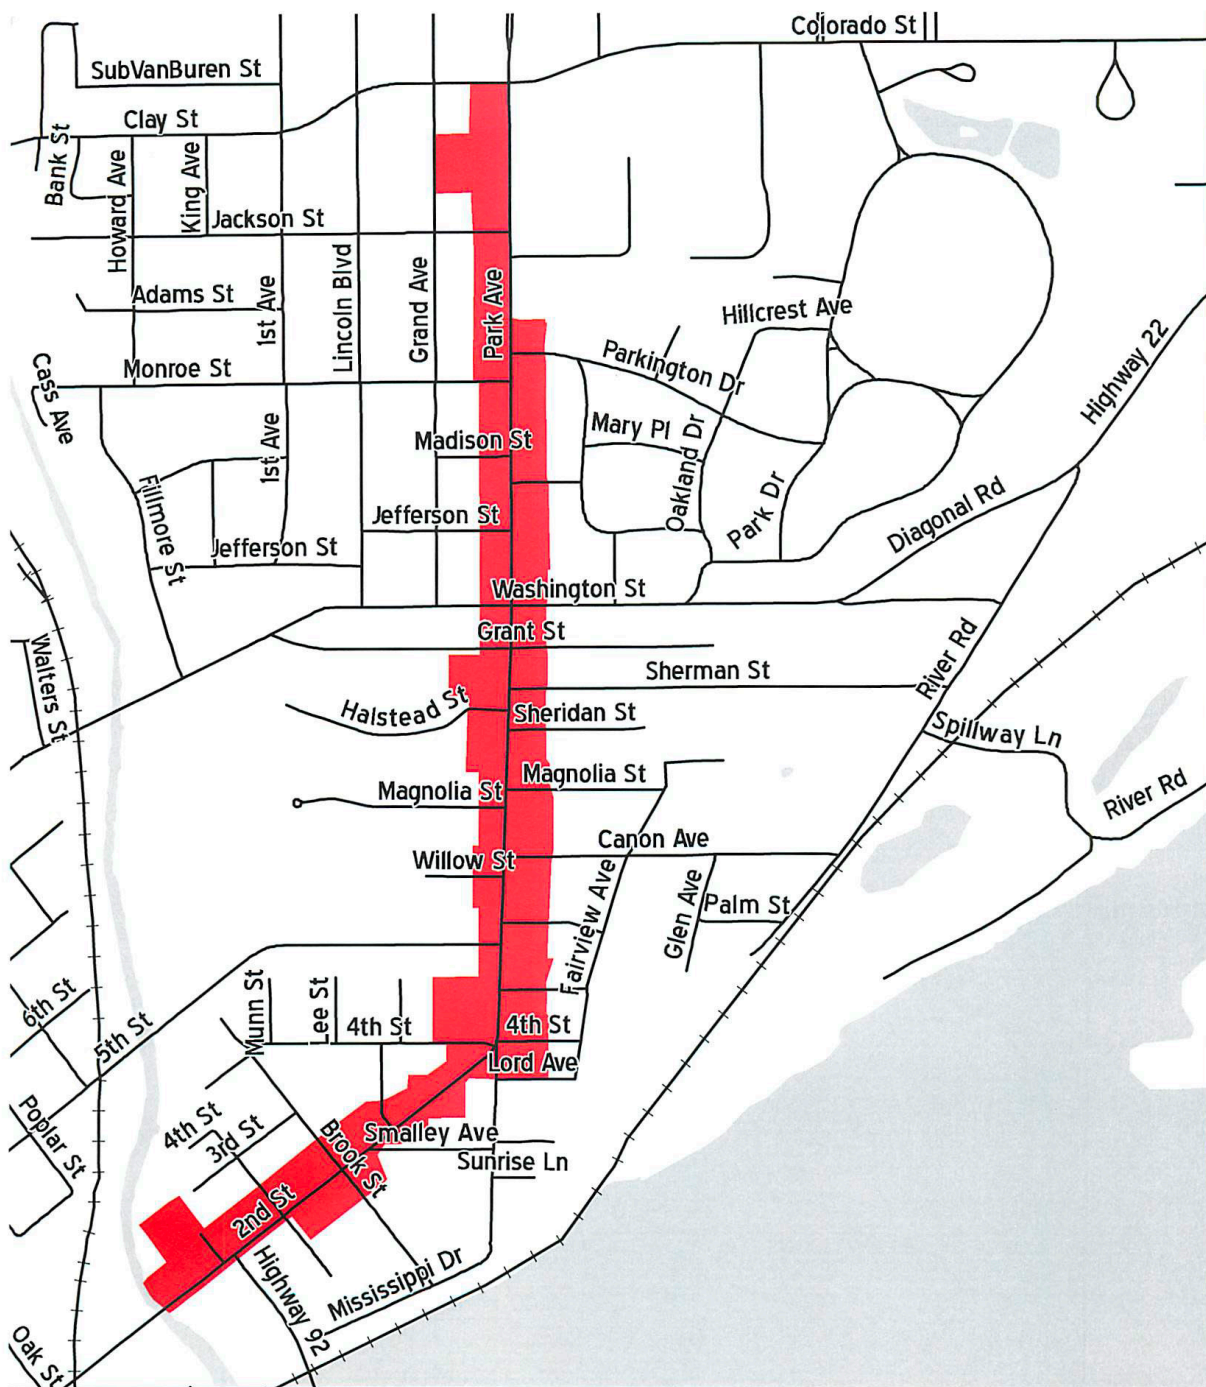 Colorado St
SubVanBuren St
Clay St
Bank St
Howard Ave
King Ave
Jackson St
Adams St
1st Ave
Lincoln Blvd
Grand Ave
Park Ave
Hillcrest Ave
Highway 22
Parkington Dr
Monroe St
Cass Ave
Mary Pl
Oakland Dr
Madison St
1st Ave
Fillmore St
Park Dr
Diagonal Rd
Jefferson St
Jefferson St
Washington St
Grant St
River Rd
Walters St
Sherman St
Halstead St
Sheridan St
Spillway Ln
Magnolia St
Magnolia St
River Rd
Canon Ave
Willow St
Fairview Ave
Glen Ave
Palm St
6th St
5th St
Munn St
Lee St
4th St
4th St
Lord Ave
Poplar St
4th St
3rd St
Brook St
Smalley Ave
Sunrise Ln
2nd St
Highway 92
Mississippi Dr
Oak St